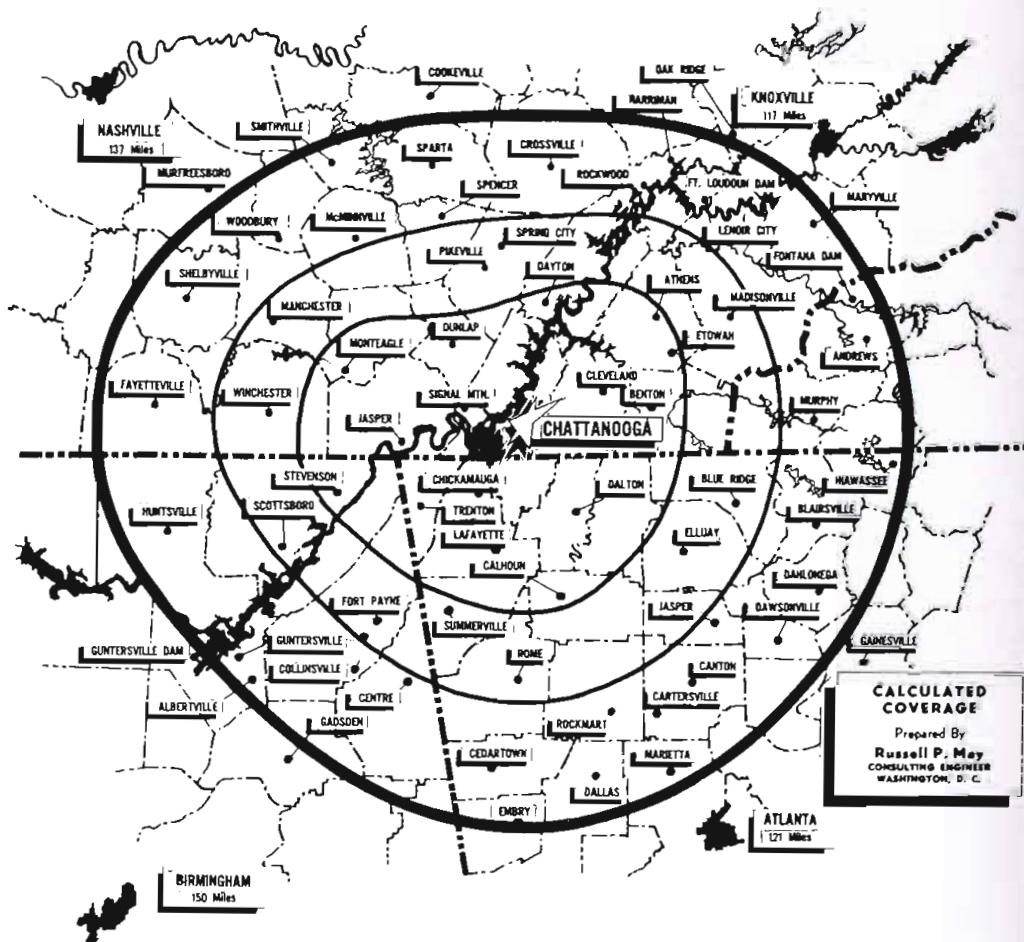 COOKEVILLE
OAK RIDGE
HARRIMAN
KNOXVILLE
117 Miles
NASHVILLE
137 Miles
SMITHVILLE
SPARTA
CROSSVILLE
MURFREESBORO
ROCKWOOD
FT. LOUDOUN DAM
SPENCER
MARYVILLE
WOODBURY
McMINNVILLE
SPRING CITY
LENOIR CITY
PIKEVILLE
FONTANA DAM
SHELBYVILLE
DAYTON
ATHENS
MANCHESTER
MADISONVILLE
DUNLAP
MONTEAGLE
ETOWAH
ANDREWS
FAYETTEVILLE
WINCHESTER
SIGNAL MTN.
CLEVELAND
BENTON
MURPHY
JASPER
CHATTANOOGA
STEVENSON
CHICKAMAUGA
DALTON
BLUE RIDGE
HIAWASSEE
HUNTSVILLE
SCOTTSBORO
TRENTON
BLAIRSVILLE
LAFAYETTE
ELLIJAY
CALHOUN
DAHLONEGA
FORT PAYNE
JASPER
DAWSONVILLE
SUMMERVILLE
GUNTERSVILLE DAM
GUNTERSVILLE
ROME
GAINESVILLE
COLLINSVILLE
CANTON
CENTRE
CARTERSVILLE
ALBERTVILLE
GADSDEN
ROCKMART
CEDARTOWN
MARIETTA
DALLAS
EMBRY
ATLANTA
121 Miles
BIRMINGHAM
150 Miles
CALCULATED
COVERAGE
Prepared By
Russell P. May
CONSULTING ENGINEER
WASHINGTON, D. C.